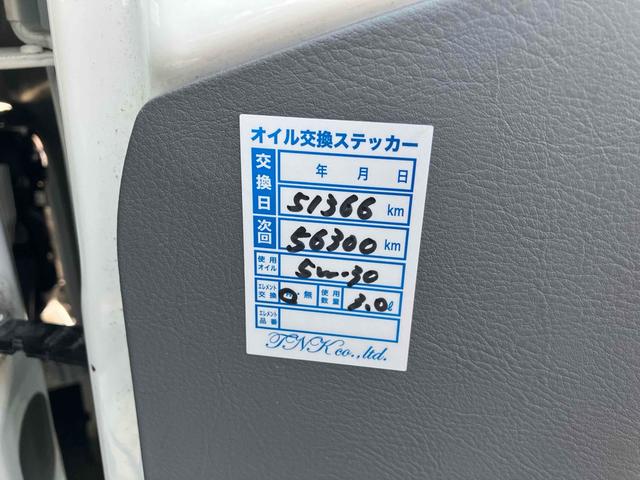 オイル交換ステッカー
交換日 年 月 日
51366 km
次回 56300 km
使用オイル 5w-30
エレメント交換 ・無 使用数量 3.0ℓ
エレメント品番
TNK co.,ltd.